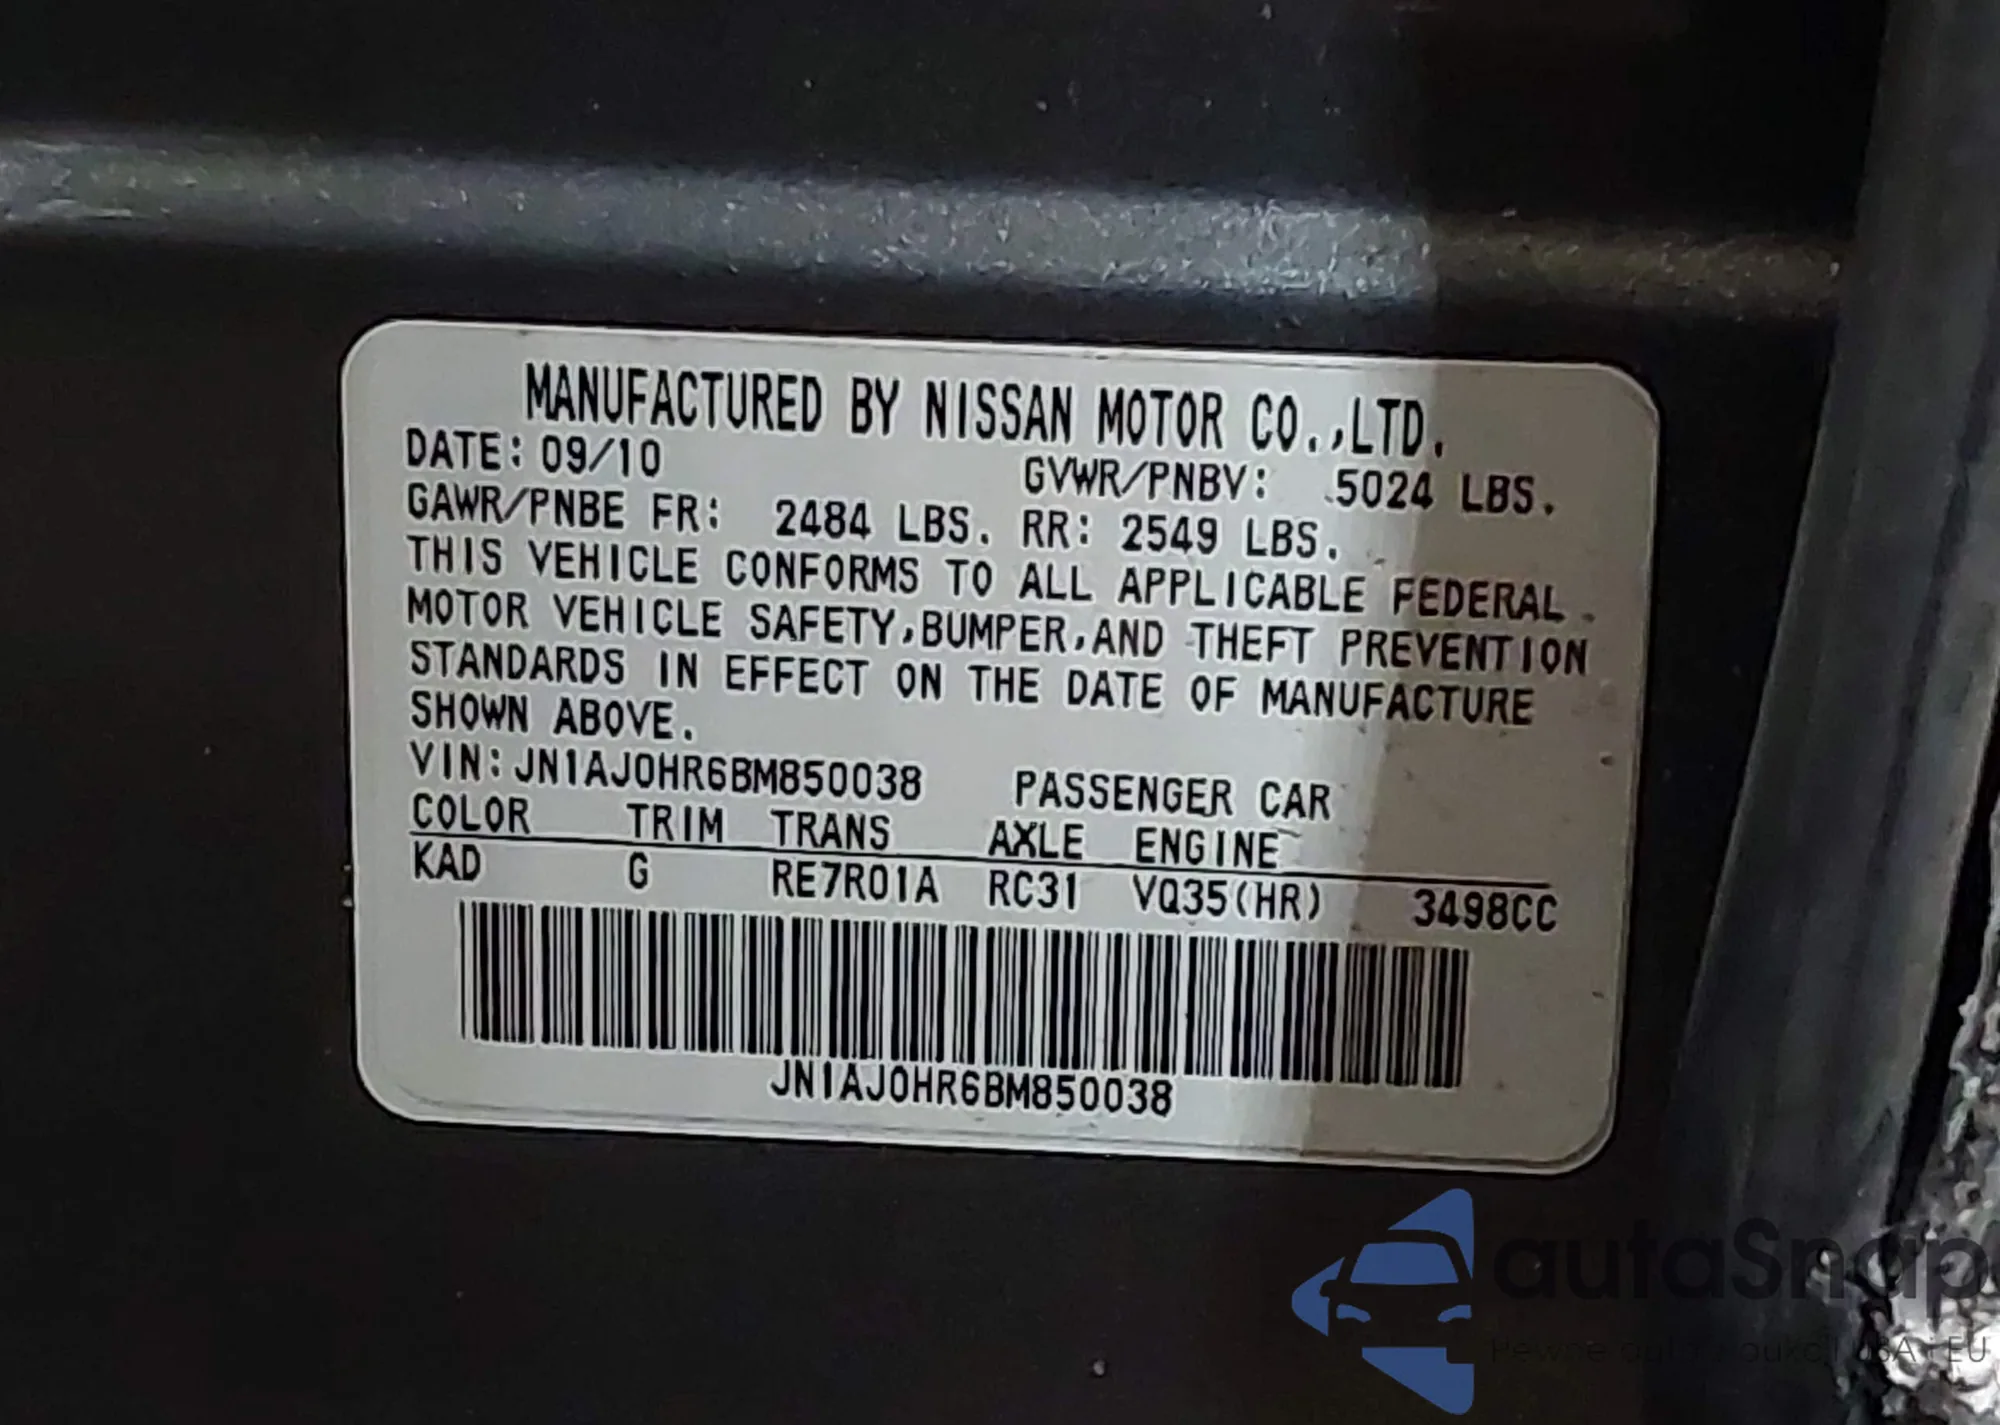 MANUFACTURED BY NISSAN MOTOR CO.,LTD.
DATE: 09/10 GVWR/PNBV: 5024 LBS.
GAWR/PNBE FR: 2484 LBS. RR: 2549 LBS.
THIS VEHICLE CONFORMS TO ALL APPLICABLE FEDERAL
MOTOR VEHICLE SAFETY,BUMPER,AND THEFT PREVENTION
STANDARDS IN EFFECT ON THE DATE OF MANUFACTURE
SHOWN ABOVE.
VIN:JN1AJ0HR6BM850038 PASSENGER CAR
COLOR TRIM TRANS AXLE ENGINE
KAD G RE7R01A RC31 VQ35(HR) 3498CC
JN1AJ0HR6BM850038
autaSnap
USA i EU